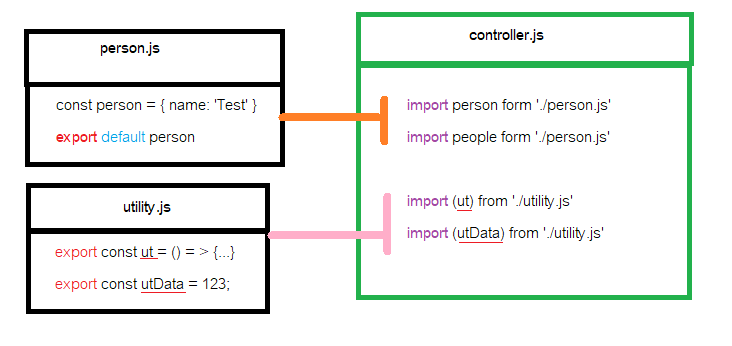 person.js
const person = { name: 'Test' }
export default person
utility.js
export const ut = () = > {...}
export const utData = 123;
controller.js
import person form './person.js'
import people form './person.js'
import (ut) from './utility.js'
import (utData) from './utility.js'